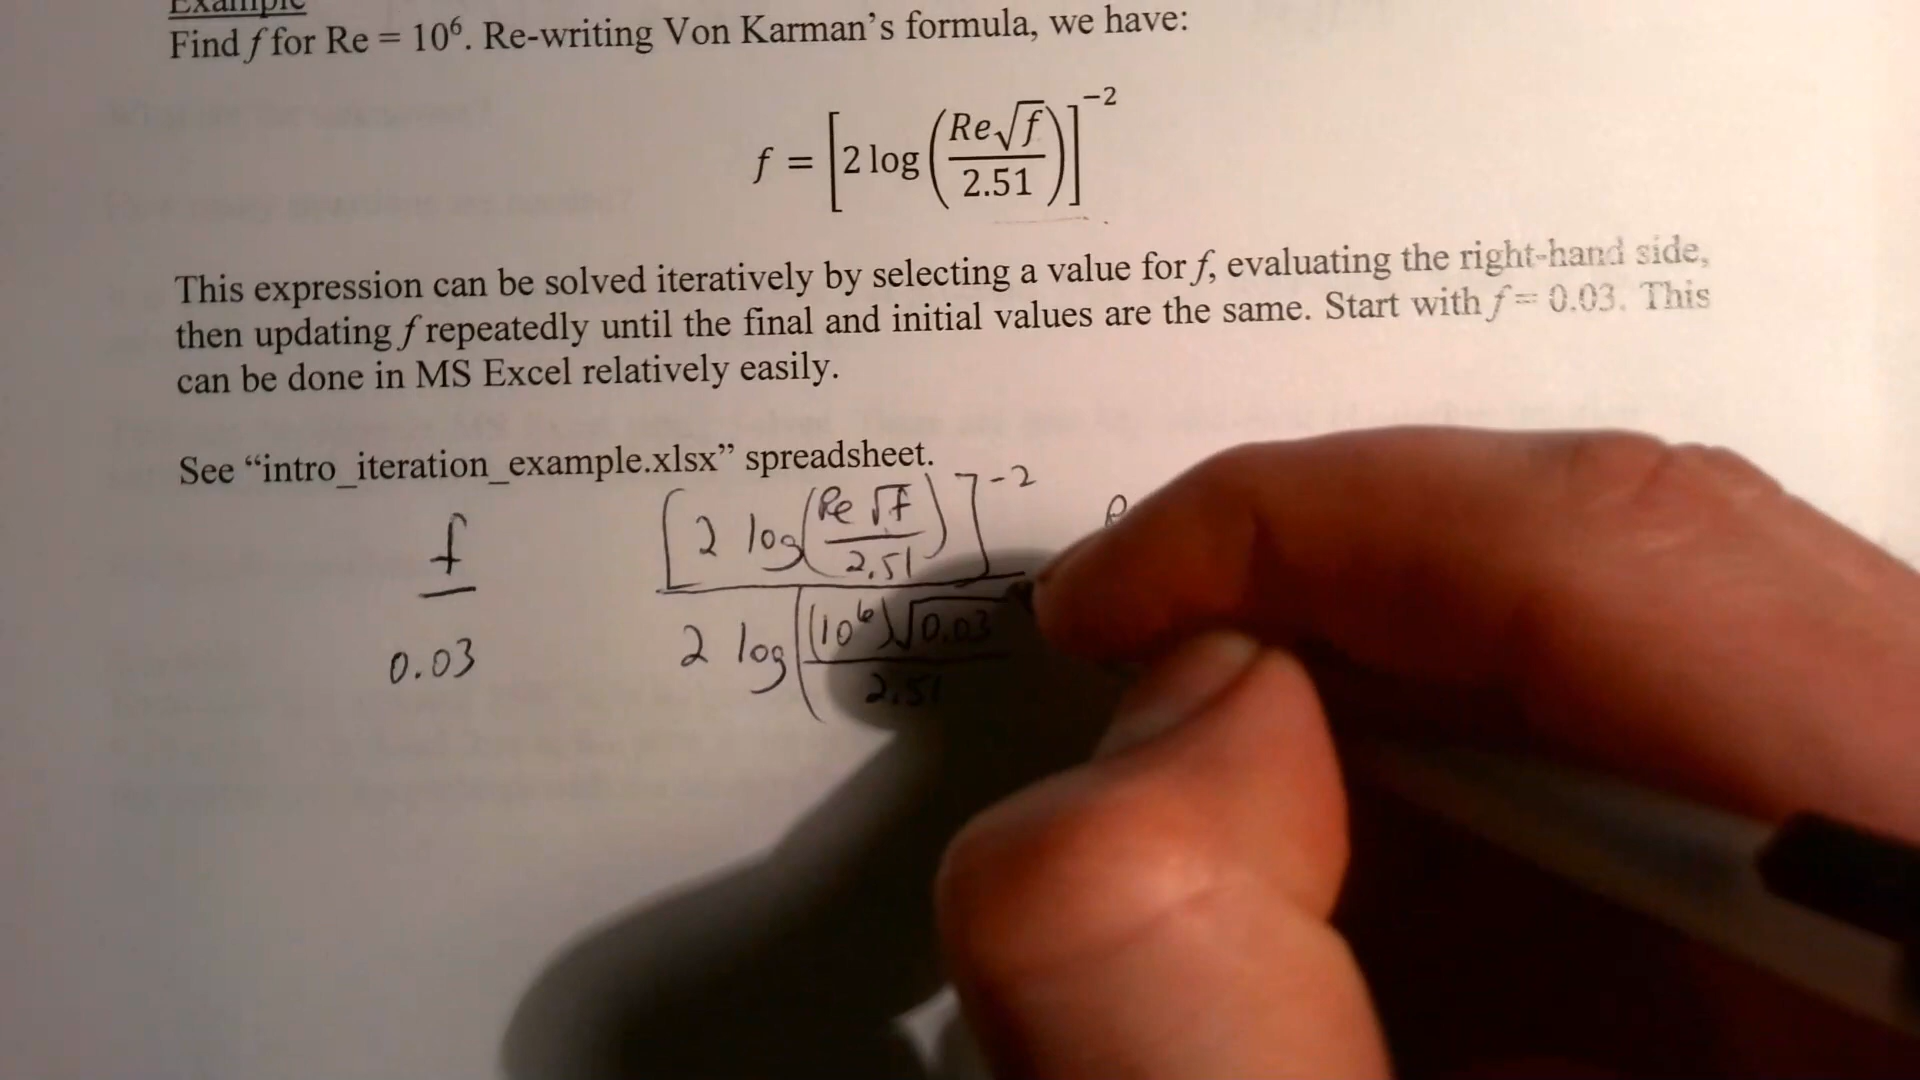 Example
Find f for Re = 10⁶. Re-writing Von Karman's formula, we have:
f = [2 log (Re√f / 2.51)]⁻²
This expression can be solved iteratively by selecting a value for f, evaluating the right-hand side,
then updating f repeatedly until the final and initial values are the same. Start with f = 0.03. This
can be done in MS Excel relatively easily.
See “intro_iteration_example.xlsx” spreadsheet.
f [2 log (Re √f / 2.51)]⁻²
0.03 2 log ((10⁶)√0.03 / 2.51